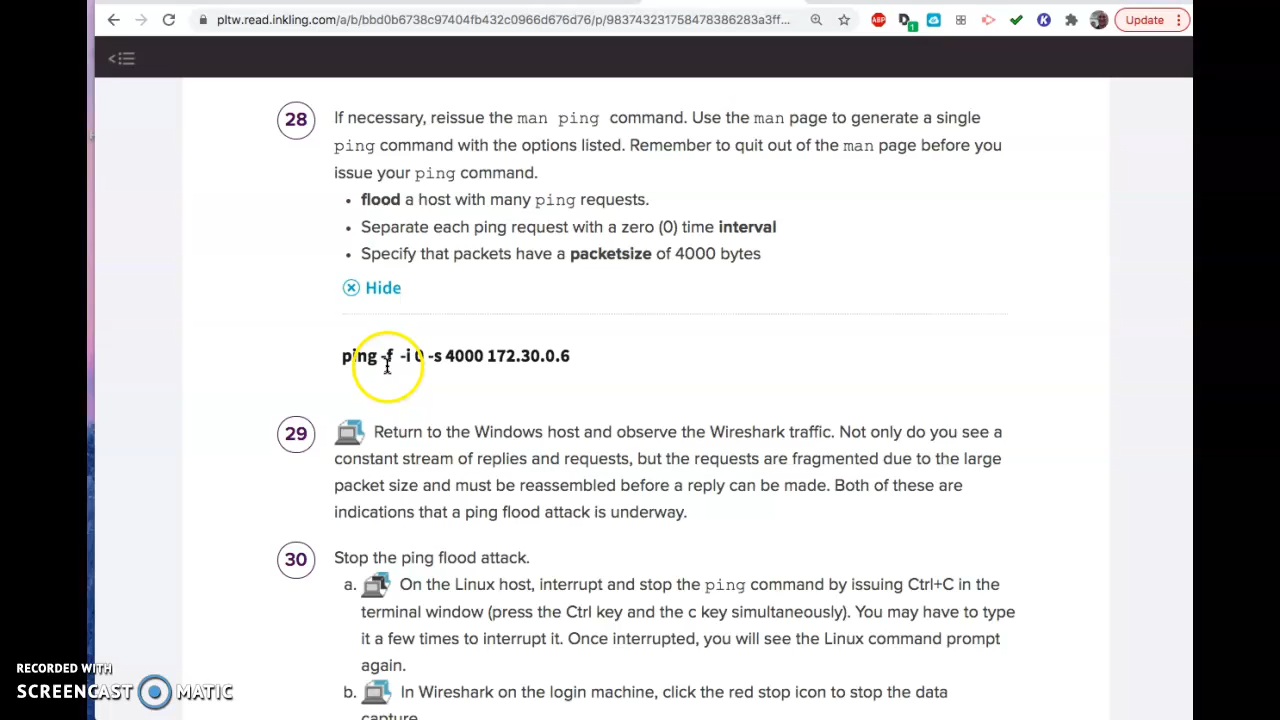 pltw.read.inkling.com/a/b/bbd0b6738c97404fb432c0966d676d76/p/983743231758478386283a3ff...
ABP
1
K
Update
28
If necessary, reissue the man ping command. Use the man page to generate a single
ping command with the options listed. Remember to quit out of the man page before you
issue your ping command.
• flood a host with many ping requests.
• Separate each ping request with a zero (0) time interval
• Specify that packets have a packetsize of 4000 bytes
Hide
ping -f -i 0 -s 4000 172.30.0.6
29
Return to the Windows host and observe the Wireshark traffic. Not only do you see a
constant stream of replies and requests, but the requests are fragmented due to the large
packet size and must be reassembled before a reply can be made. Both of these are
indications that a ping flood attack is underway.
30
Stop the ping flood attack.
a. On the Linux host, interrupt and stop the ping command by issuing Ctrl+C in the
terminal window (press the Ctrl key and the c key simultaneously). You may have to type
it a few times to interrupt it. Once interrupted, you will see the Linux command prompt
again.
b. In Wireshark on the login machine, click the red stop icon to stop the data
capture
RECORDED WITH
SCREENCAST MATIC